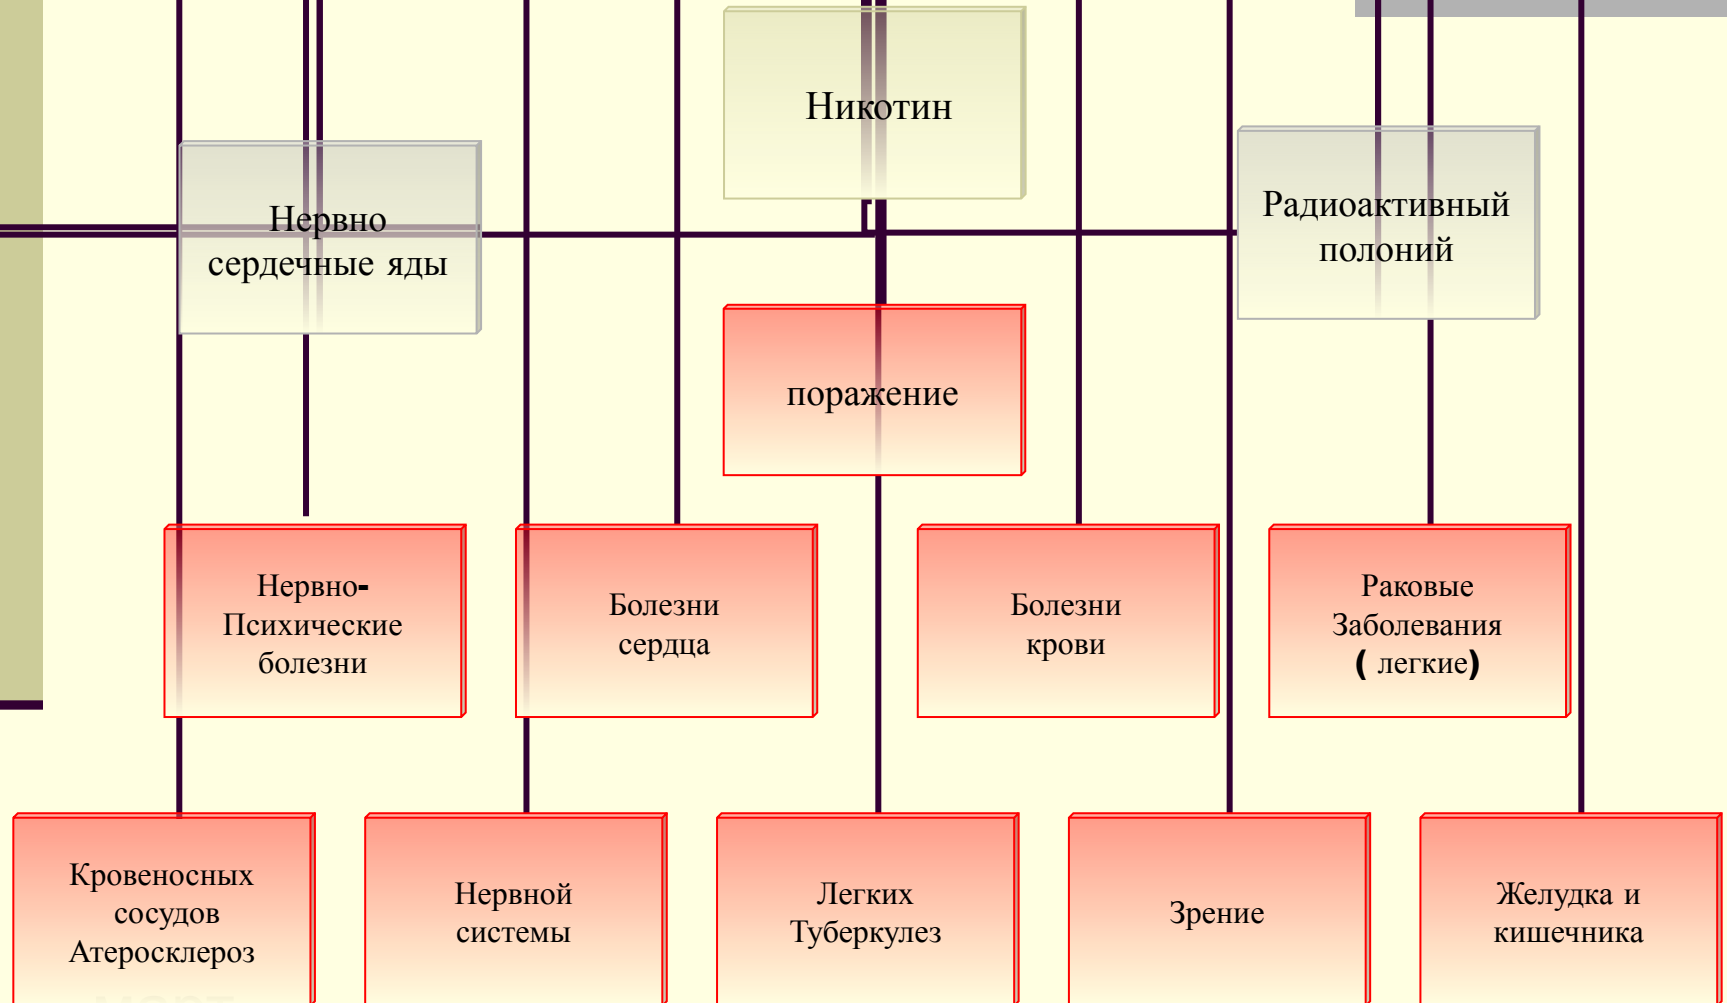 Никотин
Нервно
сердечные яды
Радиоактивный
полоний
поражение
Нервно-
Психические
болезни
Болезни
сердца
Болезни
крови
Раковые
Заболевания
( легкие)
Кровеносных
сосудов
Атеросклероз
Нервной
системы
Легких
Туберкулез
Зрение
Желудка и
кишечника